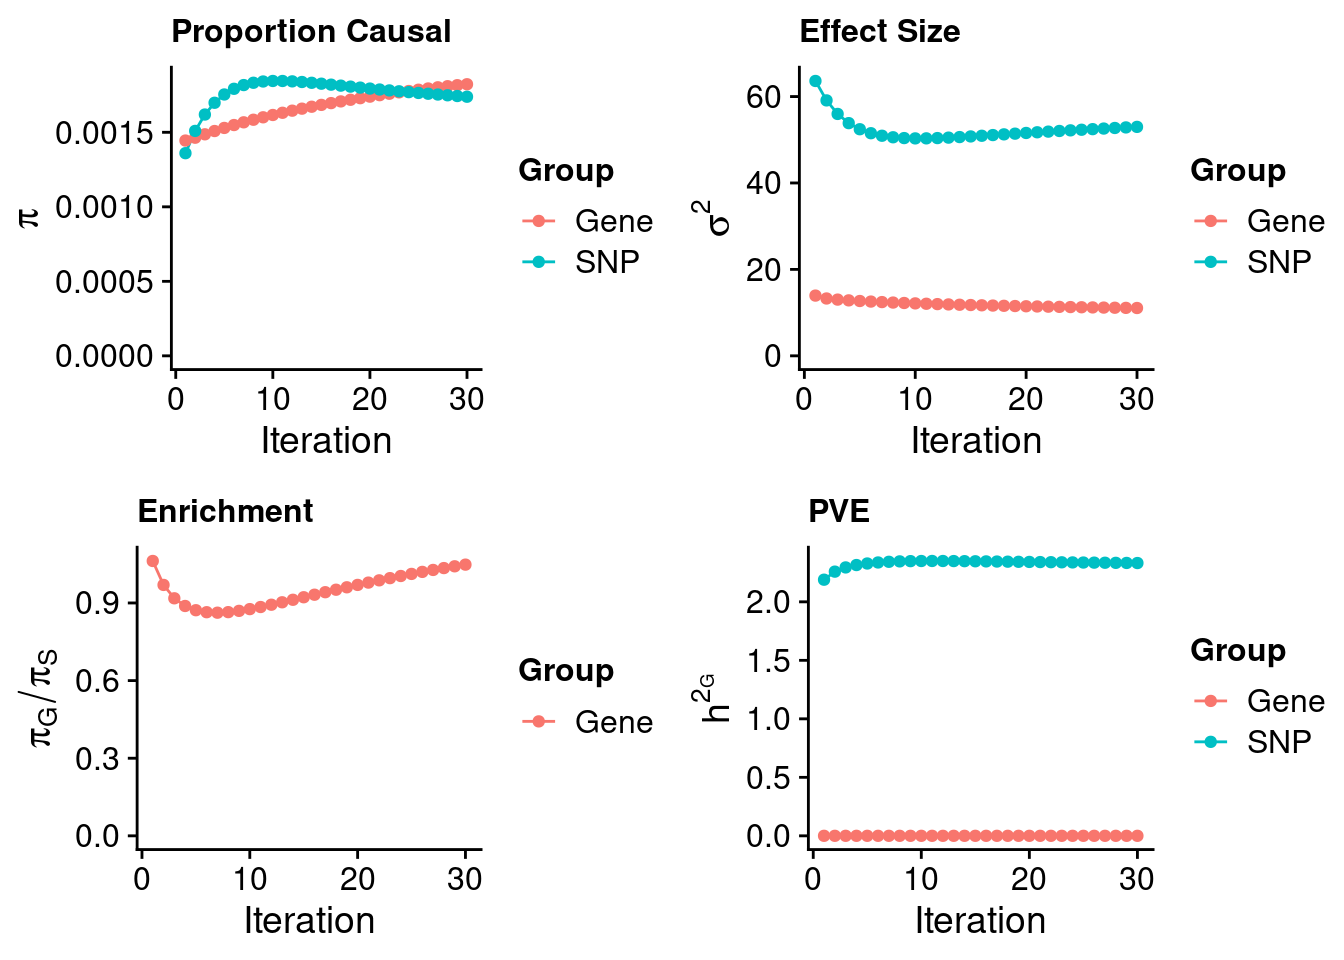 Proportion Causal
π
0.0015
0.0010
0.0005
0.0000
0 10 20 30
Iteration
Group
Gene
SNP
Effect Size
σ²
60
40
20
0
0 10 20 30
Iteration
Group
Gene
SNP
Enrichment
π_G/π_S
0.9
0.6
0.3
0.0
0 10 20 30
Iteration
Group
Gene
PVE
h^2_G
2.0
1.5
1.0
0.5
0.0
0 10 20 30
Iteration
Group
Gene
SNP